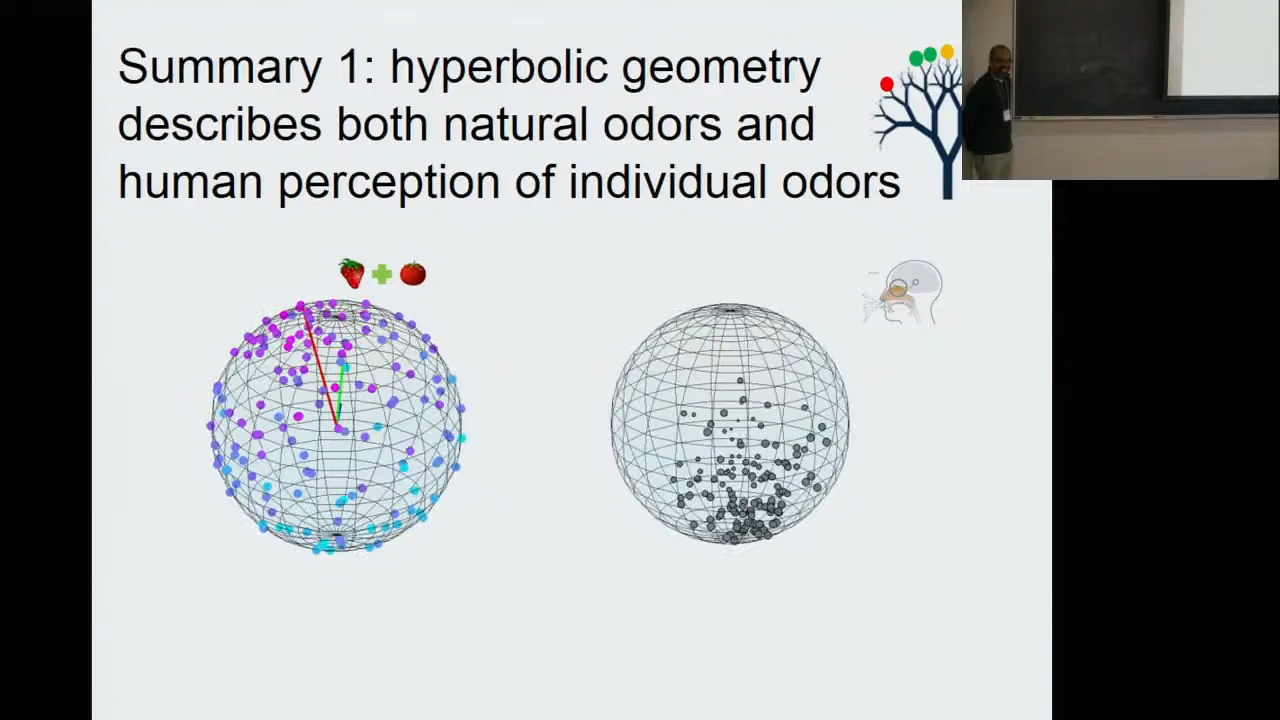 Summary 1: hyperbolic geometry
describes both natural odors and
human perception of individual odors